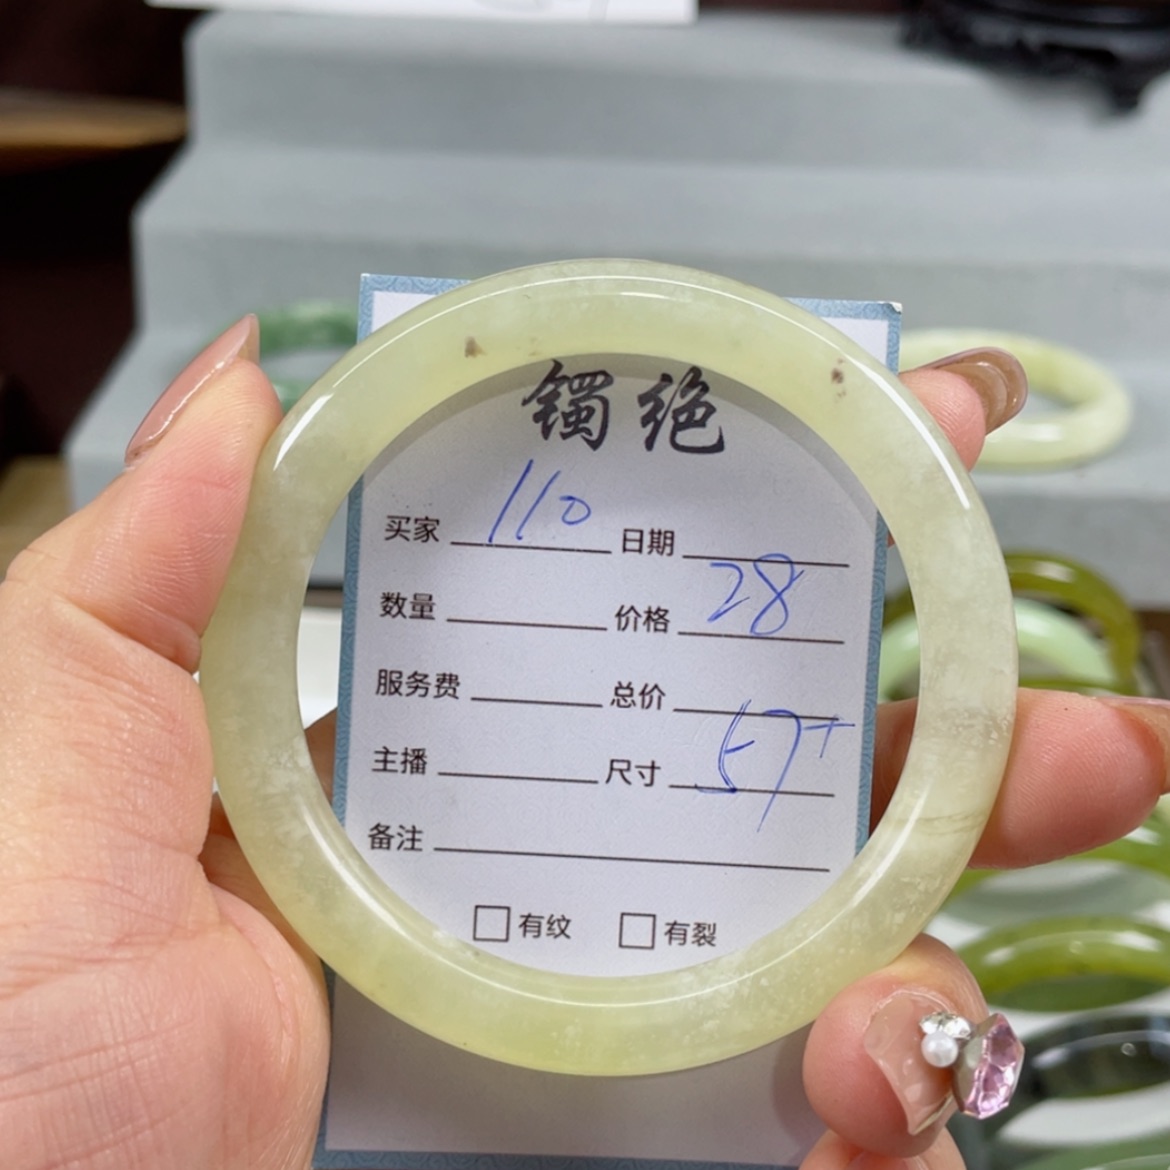 镯绝
买家 110 日期
数量 价格 28
服务费 总价
主播 尺寸 57+
备注
有纹 有裂